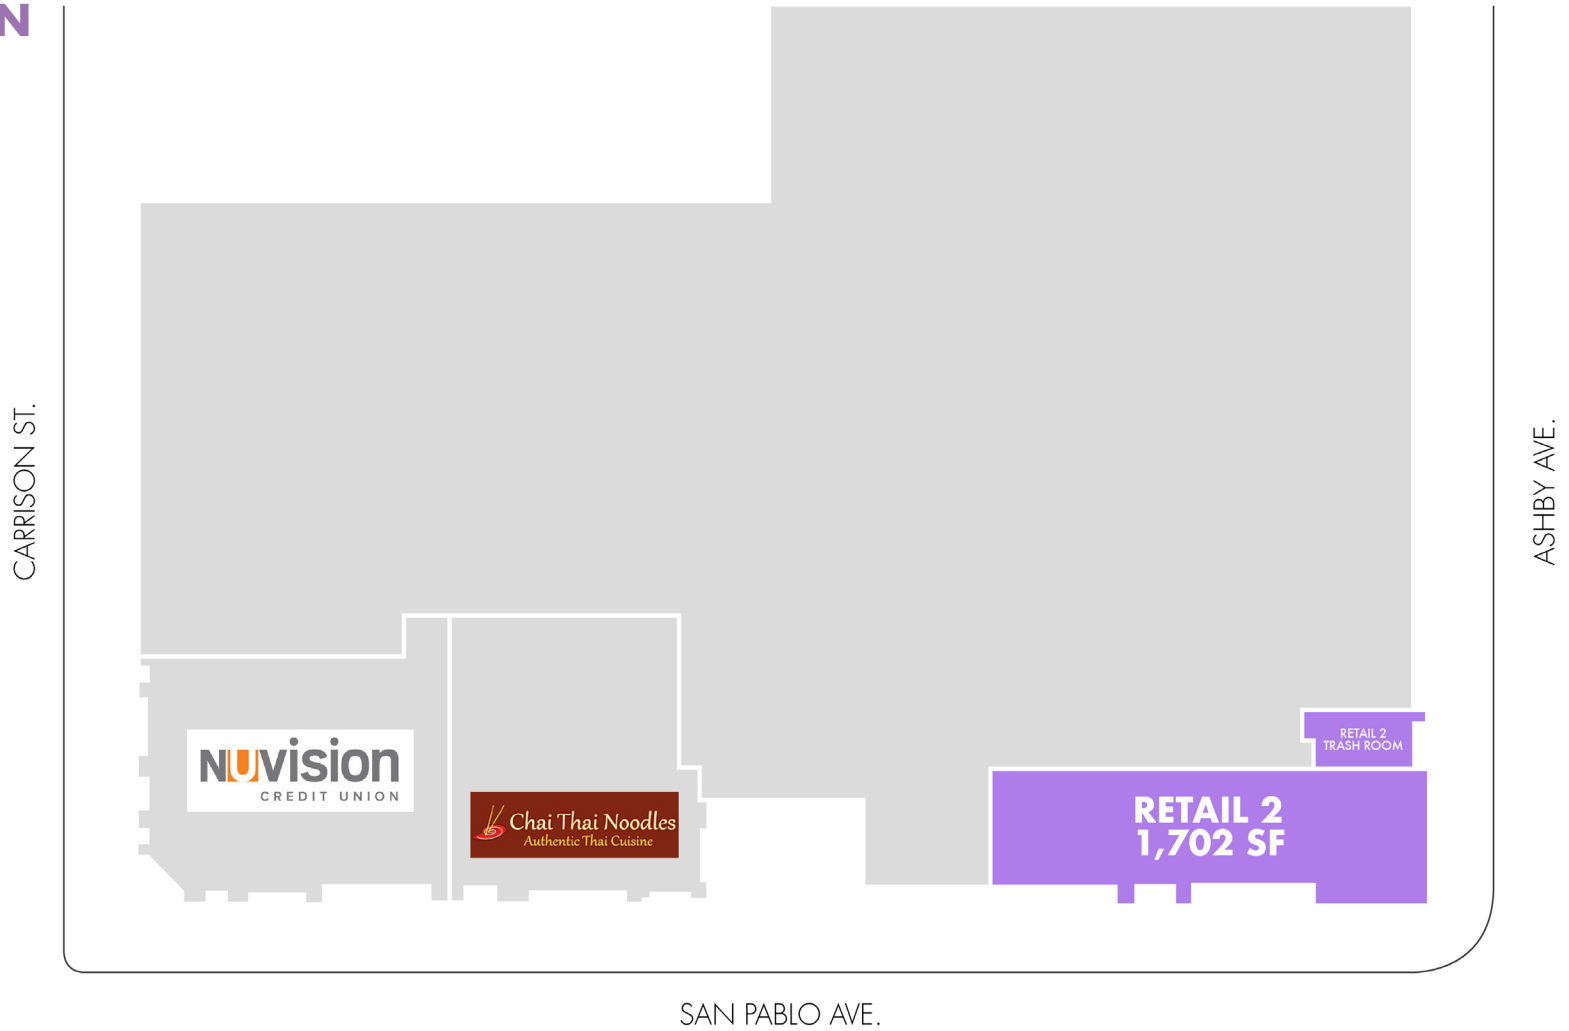 N
CARRISON ST.
ASHBY AVE.
RETAIL 2
TRASH ROOM
NUVISION
CREDIT UNION
Chai Thai Noodles
Authentic Thai Cuisine
RETAIL 2
1,702 SF
SAN PABLO AVE.